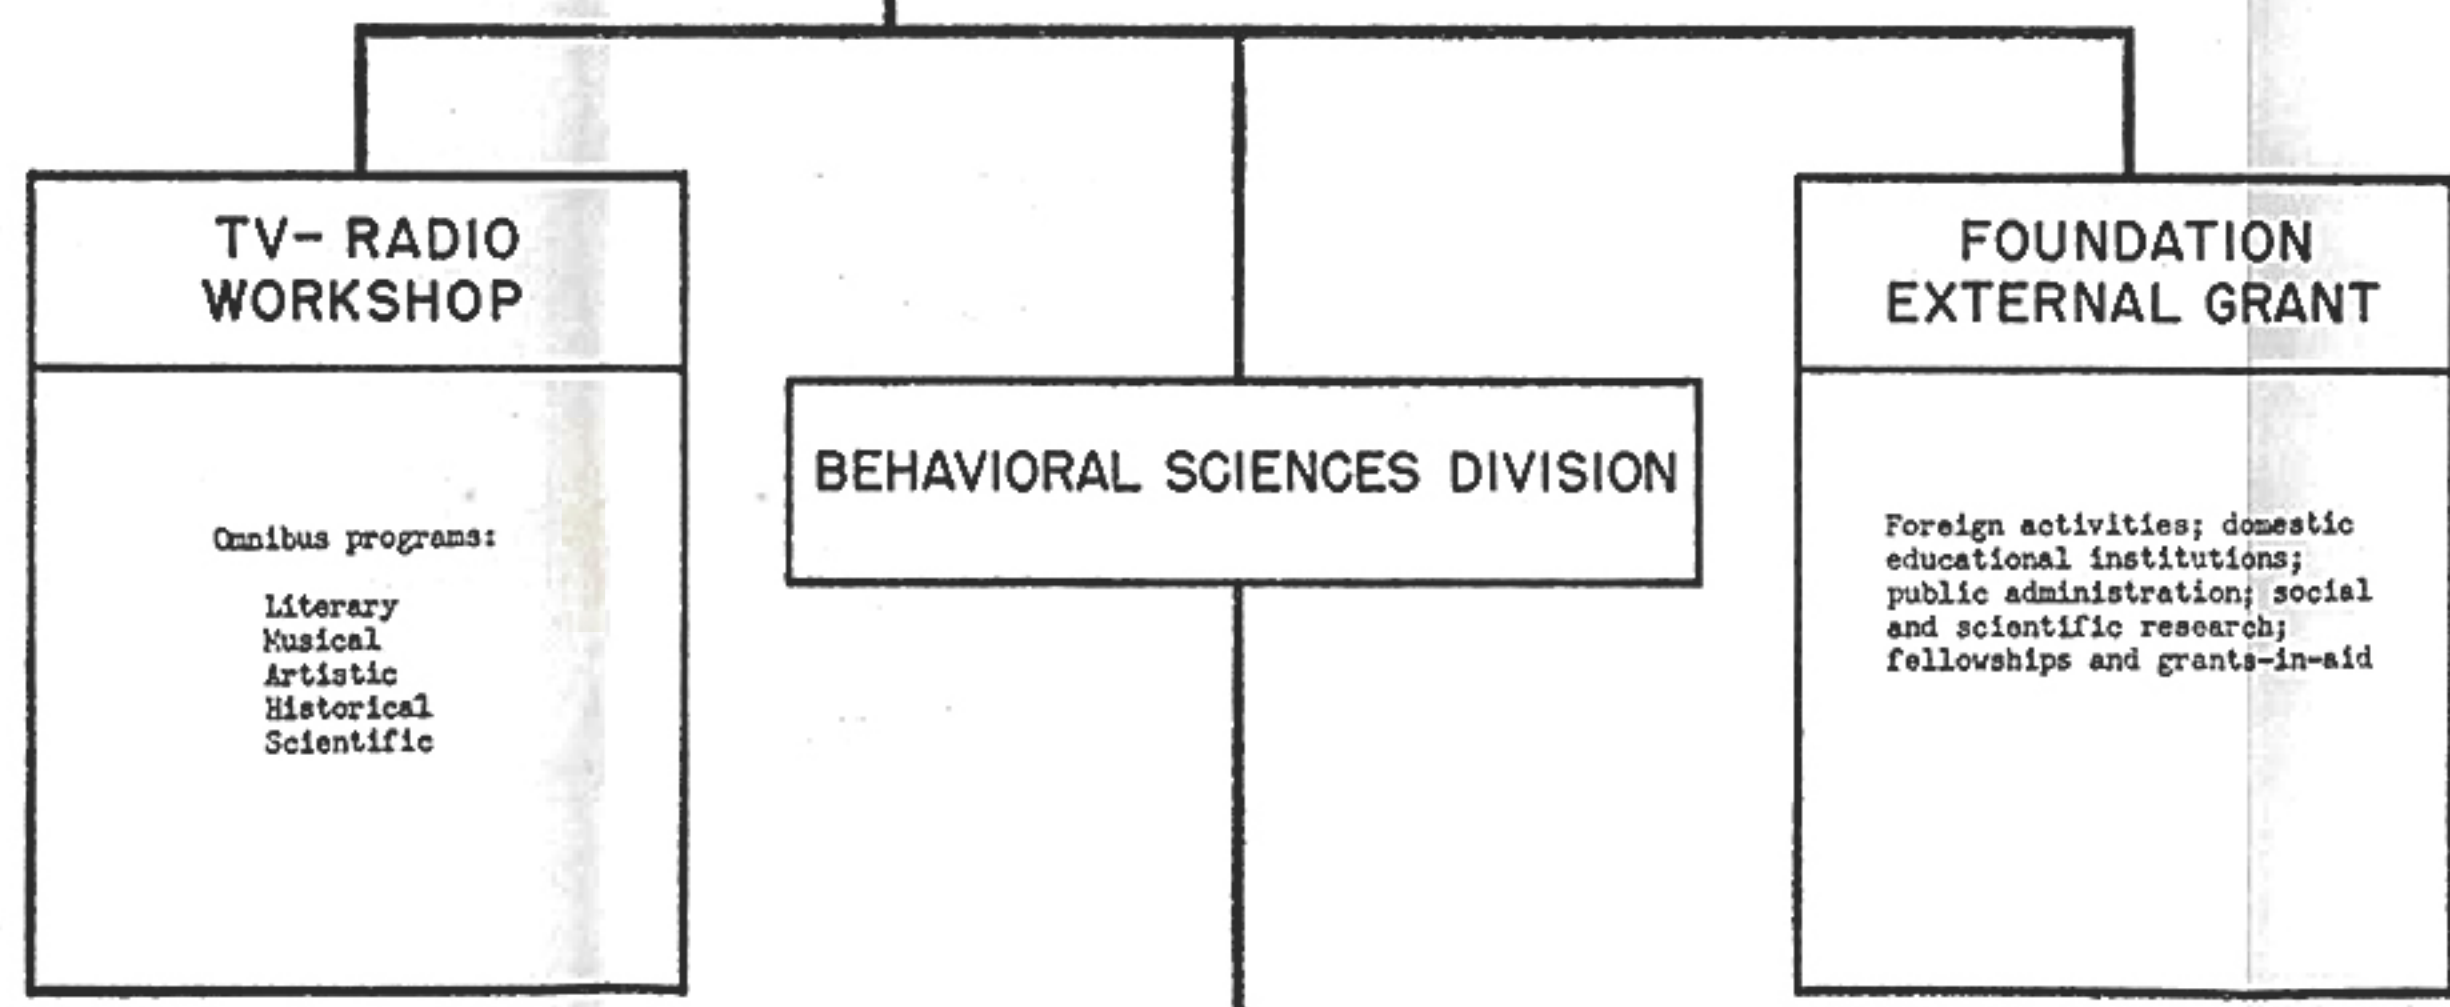 TV- RADIO
WORKSHOP
Omnibus programs:
Literary
Musical
Artistic
Historical
Scientific
BEHAVIORAL SCIENCES DIVISION
FOUNDATION
EXTERNAL GRANT
Foreign activities; domestic
educational institutions;
public administration; social
and scientific research;
fellowships and grants-in-aid